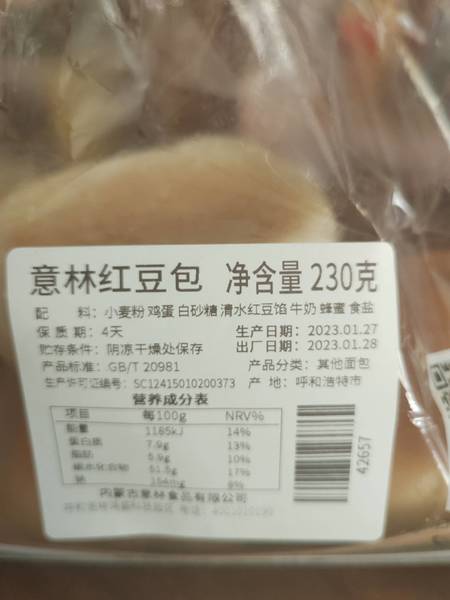 意林红豆包 净含量 230克
配 料: 小麦粉 鸡蛋 白砂糖 清水红豆馅 牛奶 蜂蜜 食盐
保 质 期: 4天 生产日期: 2023.01.27
贮存条件: 阴凉干燥处保存 出厂日期: 2023.01.28
产品标准: GB/T 20981 产品分类: 其他面包
生产许可证编号: SC12415010200373 产 地: 呼和浩特市
营养成分表
项目 每100g NRV%
能量 1185kJ 14%
蛋白质 7.9g 13%
脂肪 5.9g 10%
碳水化合物 51.5g 17%
钠 164mg 8%
内蒙古意林食品有限公司
42657